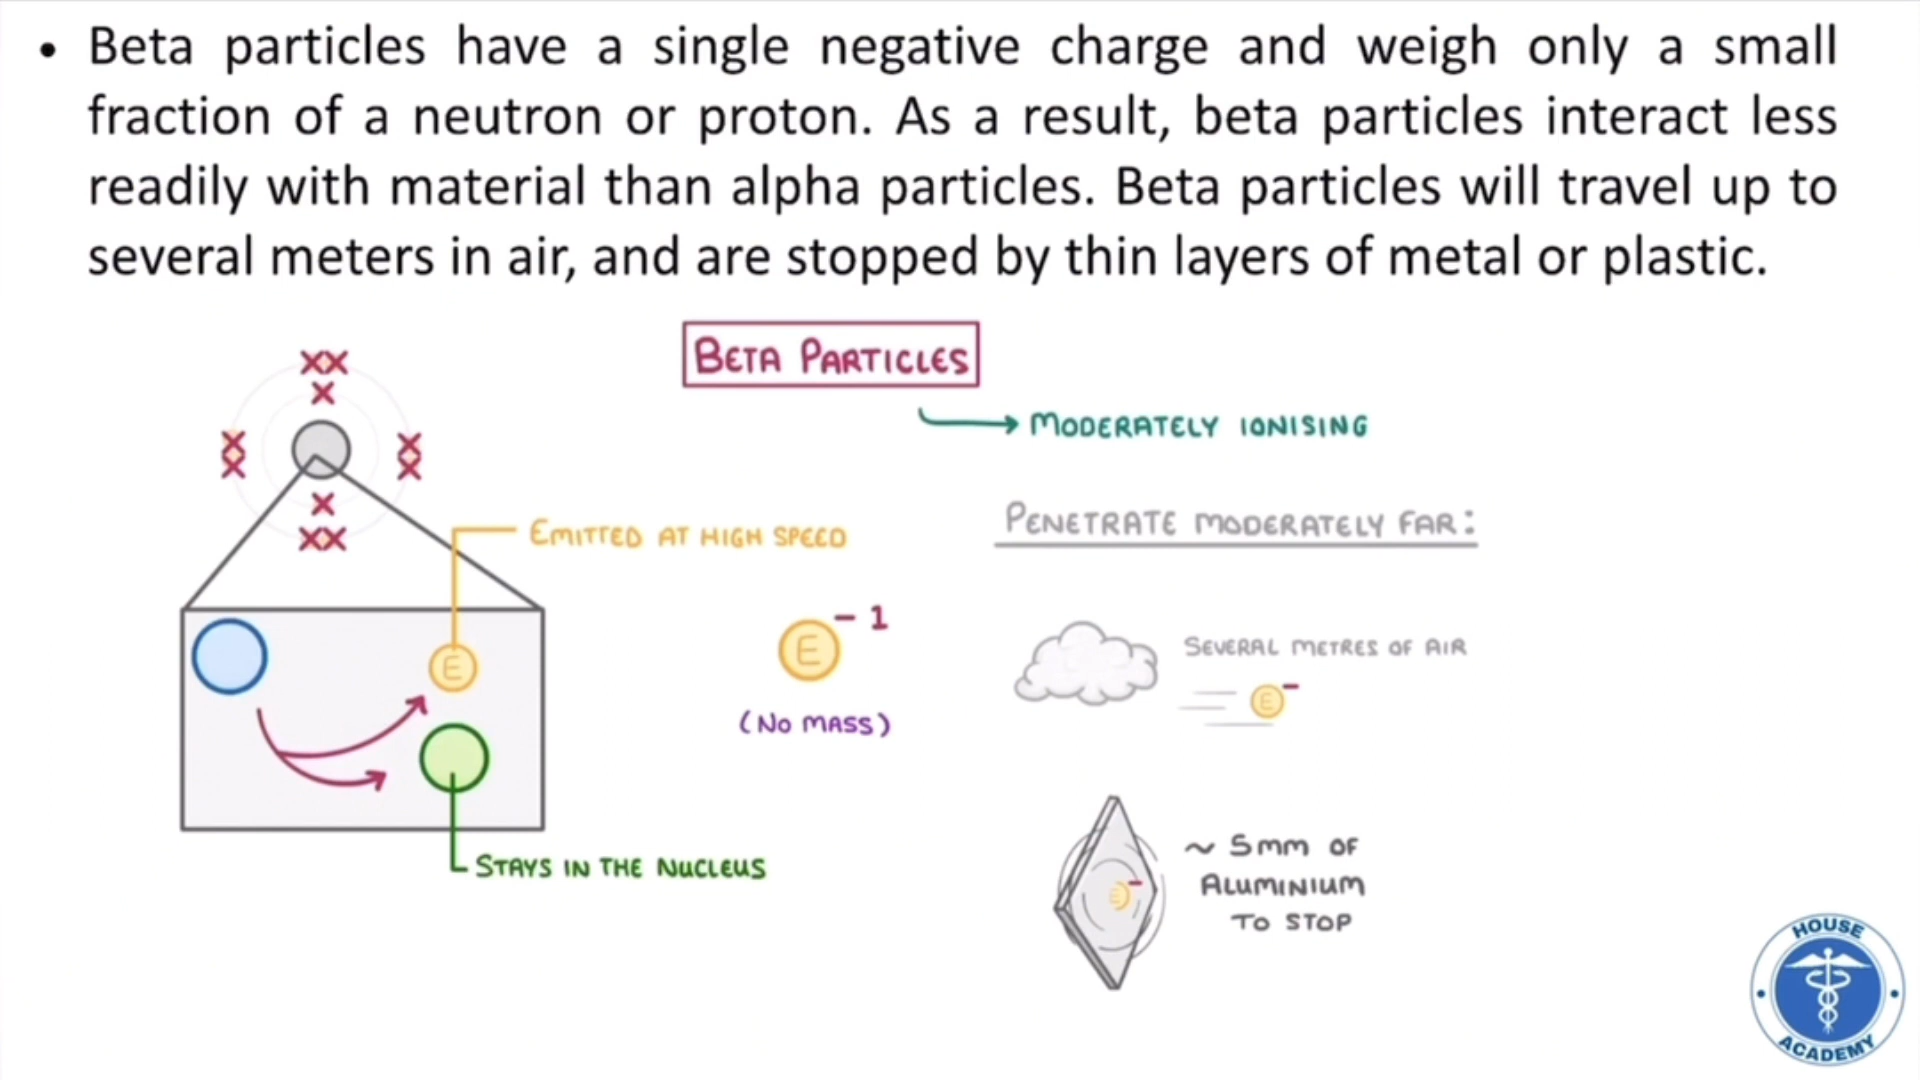 • Beta particles have a single negative charge and weigh only a small
fraction of a neutron or proton. As a result, beta particles interact less
readily with material than alpha particles. Beta particles will travel up to
several meters in air, and are stopped by thin layers of metal or plastic.
BETA PARTICLES
MODERATELY IONISING
EMITTED AT HIGH SPEED
PENETRATE MODERATELY FAR:
E
E - 1
(NO MASS)
SEVERAL METRES OF AIR
E -
STAYS IN THE NUCLEUS
~ 5mm OF
ALUMINIUM
TO STOP
E -
HOUSE
ACADEMY